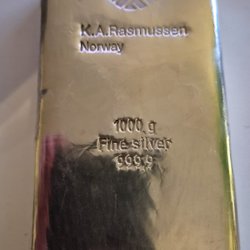 K.A.Rasmussen
Norway
1000 g
Fine silver
999,9